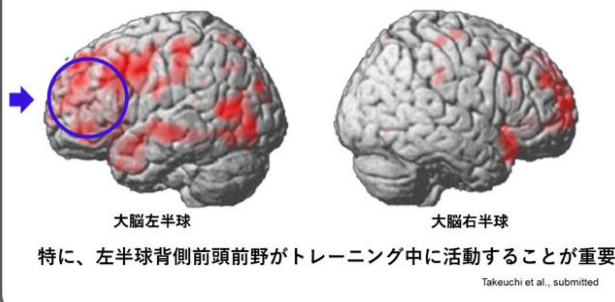 大脳左半球
大脳右半球
特に、左半球背側前頭前野がトレーニング中に活動することが重要
Takeuchi et al., submitted